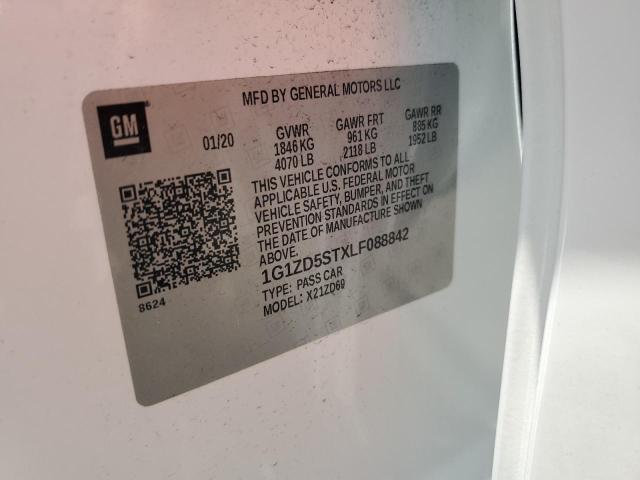 MFD BY GENERAL MOTORS LLC
GM
01/20
GVWR GAWR FRT GAWR RR
1846 KG 961 KG 885 KG
4070 LB 2118 LB 1952 LB
THIS VEHICLE CONFORMS TO ALL
APPLICABLE U.S. FEDERAL MOTOR
VEHICLE SAFETY, BUMPER, AND THEFT
PREVENTION STANDARDS IN EFFECT ON
THE DATE OF MANUFACTURE SHOWN
ABOVE.
1G1ZD5STXLF088842
TYPE: PASS CAR
MODEL: X21ZD69
8624